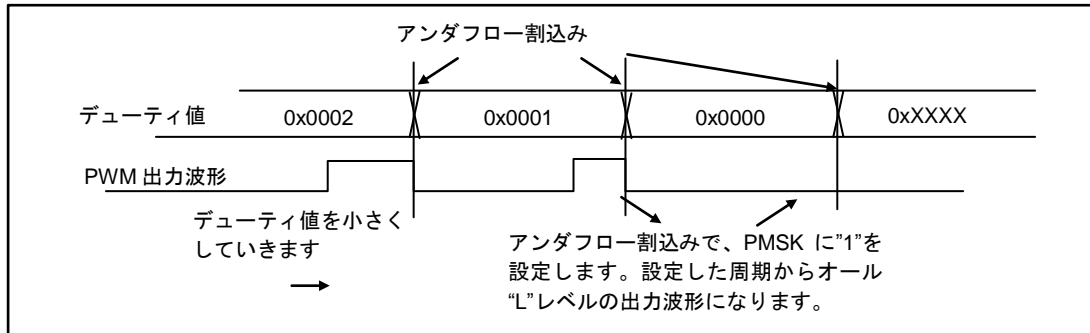 アンダフロー割込み
デューティ値 0x0002 0x0001 0x0000 0xXXXX
PWM 出力波形
デューティ値を小さく
していきます
アンダフロー割込みで、PMSK に”1”を
設定します。設定した周期からオール
“L”レベルの出力波形になります。